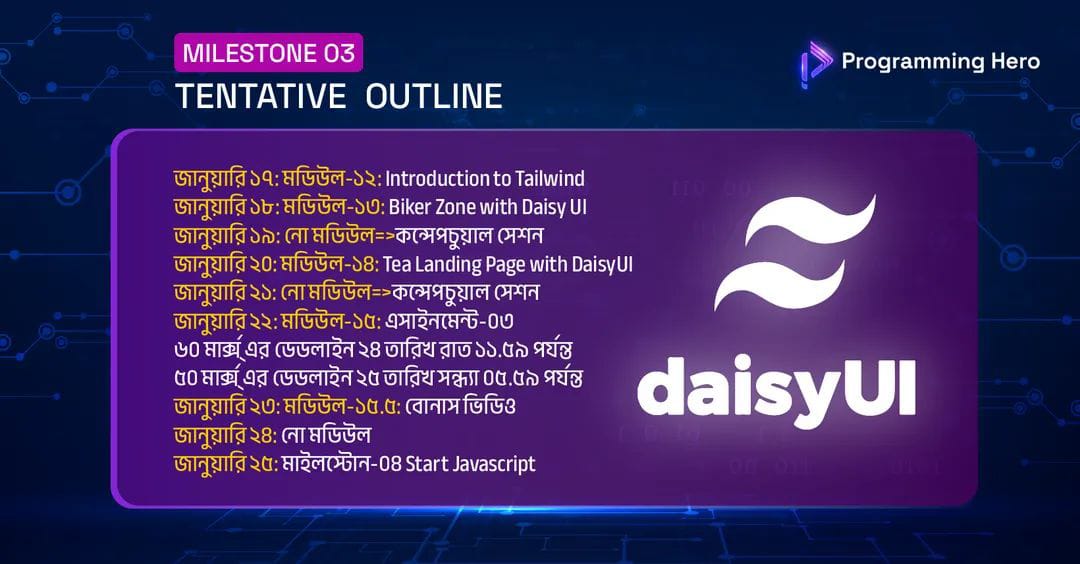 MILESTONE 03
Programming Hero
TENTATIVE OUTLINE
জানুয়ারি ১৭: মডিউল-১২: Introduction to Tailwind
জানুয়ারি ১৮: মডিউল-১৩: Biker Zone with Daisy UI
জানুয়ারি ১৯: নো মডিউল=>কন্সেপচুয়াল সেশন
জানুয়ারি ২০: মডিউল-১৪: Tea Landing Page with DaisyUI
জানুয়ারি ২১: নো মডিউল=>কন্সেপচুয়াল সেশন
জানুয়ারি ২২: মডিউল-১৫: এসাইনমেন্ট-০৩
৬০ মার্ক্স্ এর ডেডলাইন ২৪ তারিখ রাত ১১.৫৯ পর্যন্ত
৫০ মার্ক্স্ এর ডেডলাইন ২৫ তারিখ সন্ধ্যা ০৫.৫৯ পর্যন্ত
জানুয়ারি ২৩: মডিউল-১৫.৫: বোনাস ভিডিও
জানুয়ারি ২৪: নো মডিউল
জানুয়ারি ২৫: মাইলস্টোন-০৪ Start Javascript
daisyUI